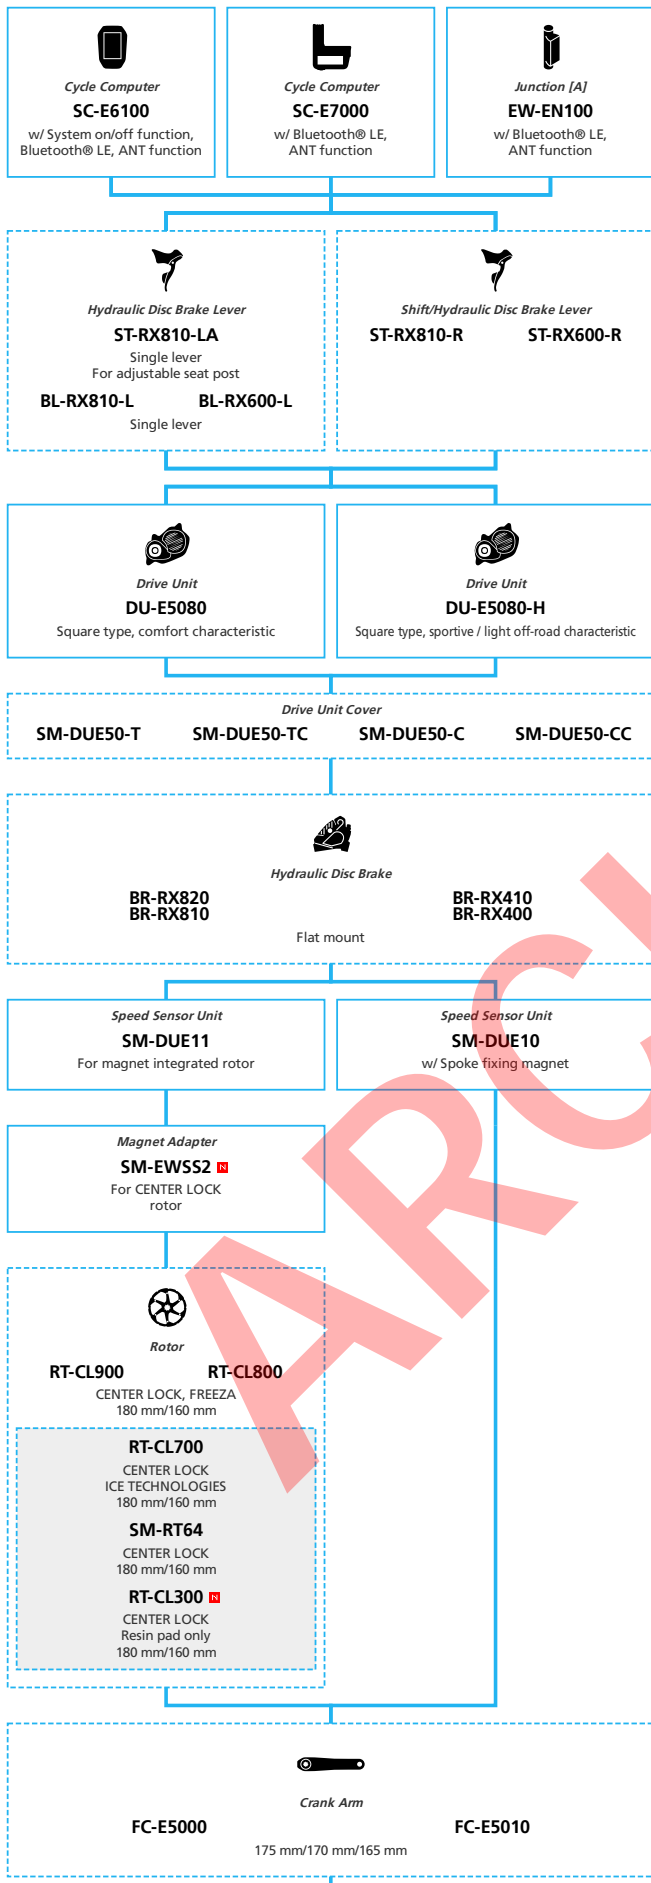 Cycle Computer
SC-E6100
w/ System on/off function,
Bluetooth® LE, ANT function
Cycle Computer
SC-E7000
w/ Bluetooth® LE,
ANT function
Junction [A]
EW-EN100
w/ Bluetooth® LE,
ANT function
Hydraulic Disc Brake Lever
ST-RX810-LA
Single lever
For adjustable seat post
BL-RX810-L BL-RX600-L
Single lever
Shift/Hydraulic Disc Brake Lever
ST-RX810-R ST-RX600-R
Drive Unit
DU-E5080
Square type, comfort characteristic
Drive Unit
DU-E5080-H
Square type, sportive / light off-road characteristic
Drive Unit Cover
SM-DUE50-T SM-DUE50-TC SM-DUE50-C SM-DUE50-CC
Hydraulic Disc Brake
BR-RX820 BR-RX410
BR-RX810 BR-RX400
Flat mount
Speed Sensor Unit
SM-DUE11
For magnet integrated rotor
Speed Sensor Unit
SM-DUE10
w/ Spoke fixing magnet
Magnet Adapter
SM-EWSS2 N
For CENTER LOCK
rotor
Rotor
RT-CL900 RT-CL800
CENTER LOCK, FREEZA
180 mm/160 mm
RT-CL700
CENTER LOCK
ICE TECHNOLOGIES
180 mm/160 mm
SM-RT64
CENTER LOCK
180 mm/160 mm
RT-CL300 N
CENTER LOCK
Resin pad only
180 mm/160 mm
Crank Arm
FC-E5000 FC-E5010
175 mm/170 mm/165 mm
ARC